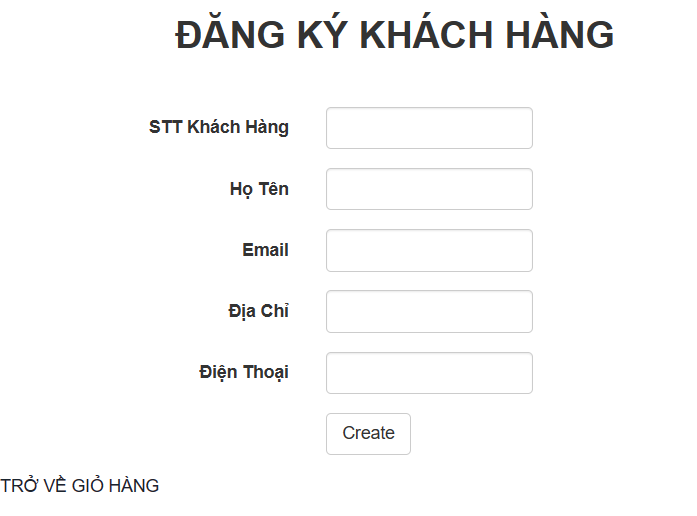 ĐĂNG KÝ KHÁCH HÀNG
STT Khách Hàng
Họ Tên
Email
Địa Chỉ
Điện Thoại
Create
TRỞ VỀ GIỎ HÀNG